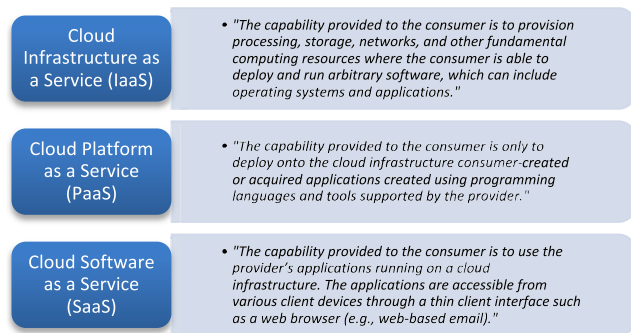 Cloud
Infrastructure as
a Service (IaaS)
• "The capability provided to the consumer is to provision
processing, storage, networks, and other fundamental
computing resources where the consumer is able to
deploy and run arbitrary software, which can include
operating systems and applications."
Cloud Platform
as a Service
(PaaS)
• "The capability provided to the consumer is only to
deploy onto the cloud infrastructure consumer-created
or acquired applications created using programming
languages and tools supported by the provider."
Cloud Software
as a Service
(SaaS)
• "The capability provided to the consumer is to use the
provider's applications running on a cloud
infrastructure. The applications are accessible from
various client devices through a thin client interface such
as a web browser (e.g., web-based email)."